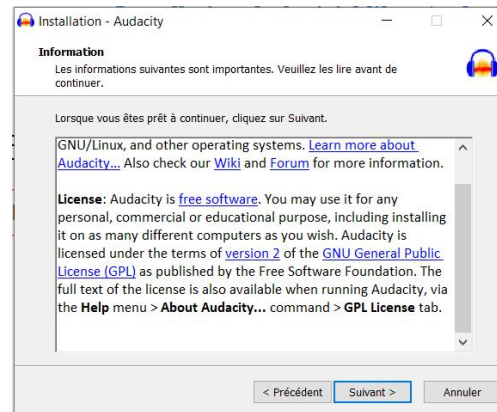 Installation - Audacity
Information
Les informations suivantes sont importantes. Veuillez les lire avant de
continuer.
Lorsque vous êtes prêt à continuer, cliquez sur Suivant.
GNU/Linux, and other operating systems. Learn more about
Audacity... Also check our Wiki and Forum for more information.
License: Audacity is free software. You may use it for any
personal, commercial or educational purpose, including installing
it on as many different computers as you wish. Audacity is
licensed under the terms of version 2 of the GNU General Public
License (GPL) as published by the Free Software Foundation. The
full text of the license is also available when running Audacity, via
the Help menu > About Audacity... command > GPL License tab.
< Précédent Suivant > Annuler